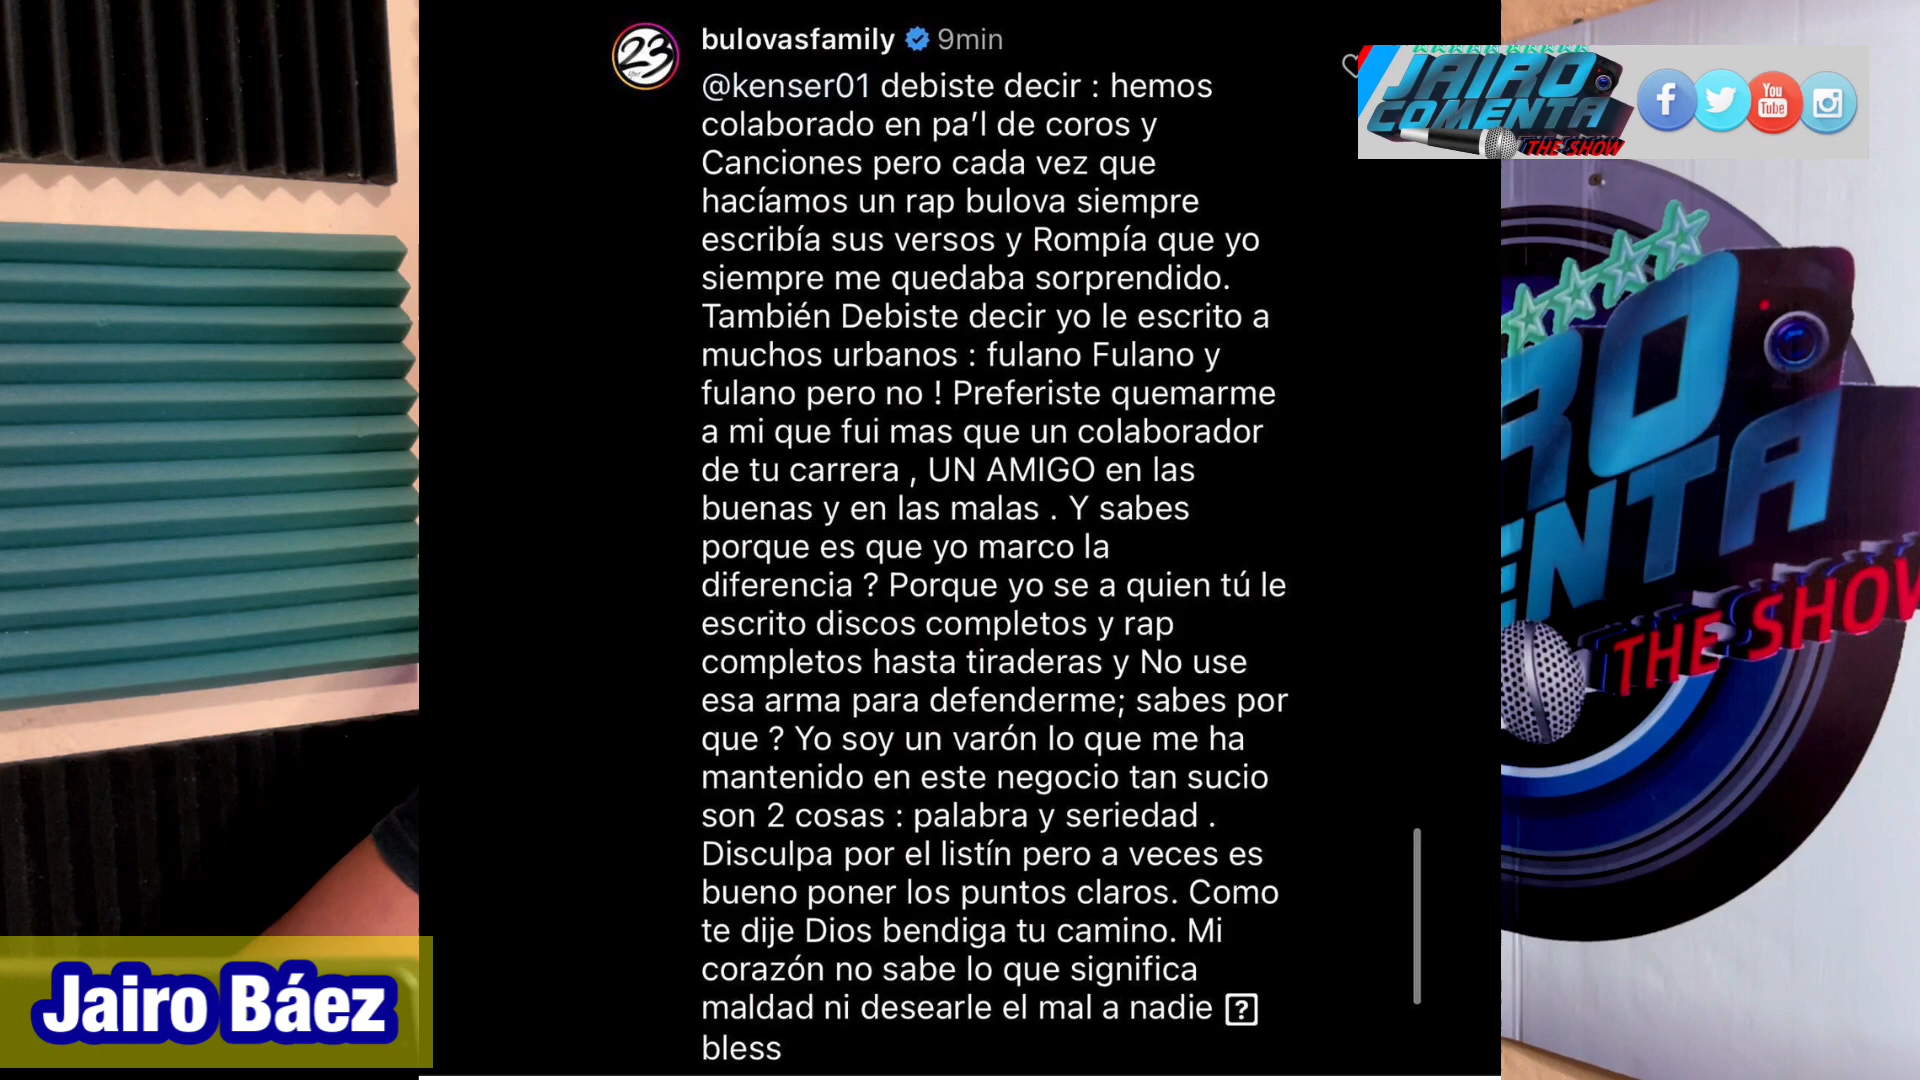 bulovasfamily 9min
@kenser01 debiste decir : hemos
colaborado en pa’l de coros y
Canciones pero cada vez que
hacíamos un rap bulova siempre
escribía sus versos y Rompía que yo
siempre me quedaba sorprendido.
También Debiste decir yo le escrito a
muchos urbanos : fulano Fulano y
fulano pero no ! Preferiste quemarme
a mi que fui mas que un colaborador
de tu carrera , UN AMIGO en las
buenas y en las malas . Y sabes
porque es que yo marco la
diferencia ? Porque yo se a quien tú le
escrito discos completos y rap
completos hasta tiraderas y No use
esa arma para defenderme; sabes por
que ? Yo soy un varón lo que me ha
mantenido en este negocio tan sucio
son 2 cosas : palabra y seriedad .
Disculpa por el listín pero a veces es
bueno poner los puntos claros. Como
te dije Dios bendiga tu camino. Mi
corazón no sabe lo que significa
maldad ni desearle el mal a nadie
bless
23
JAIRO
COMENTA
THE SHOW
You
Tube
RO
ENTA
THE SHOW
Jairo Báez